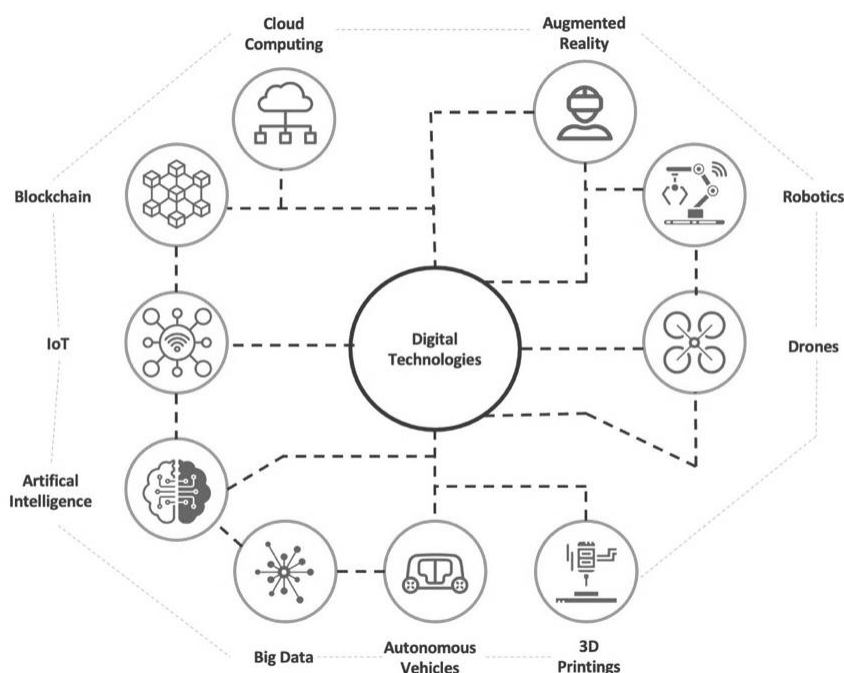 Cloud
Computing
Augmented
Reality
Blockchain
Robotics
IoT
Digital
Technologies
Drones
Artifical
Intelligence
Big Data
Autonomous
Vehicles
3D
Printings